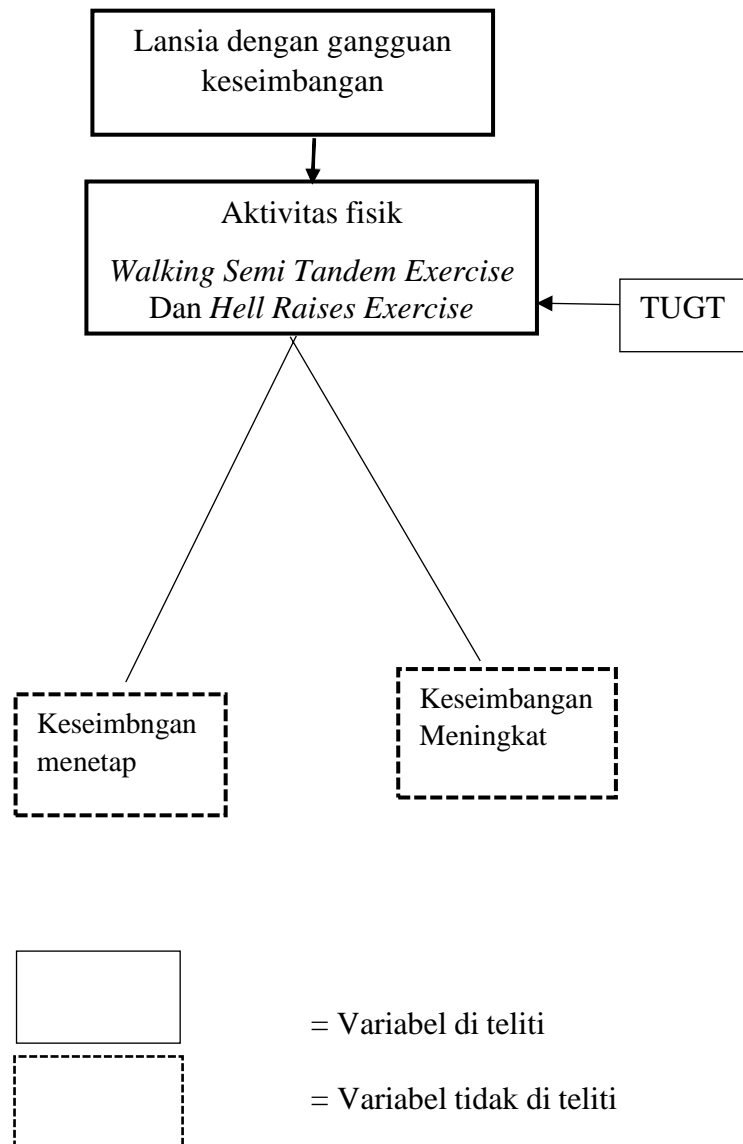 Lansia dengan gangguan
keseimbangan
Aktivitas fisik
Walking Semi Tandem Exercise
Dan Hell Raises Exercise
TUGT
Keseimbngan
menetap
Keseimbangan
Meningkat
= Variabel di teliti
= Variabel tidak di teliti